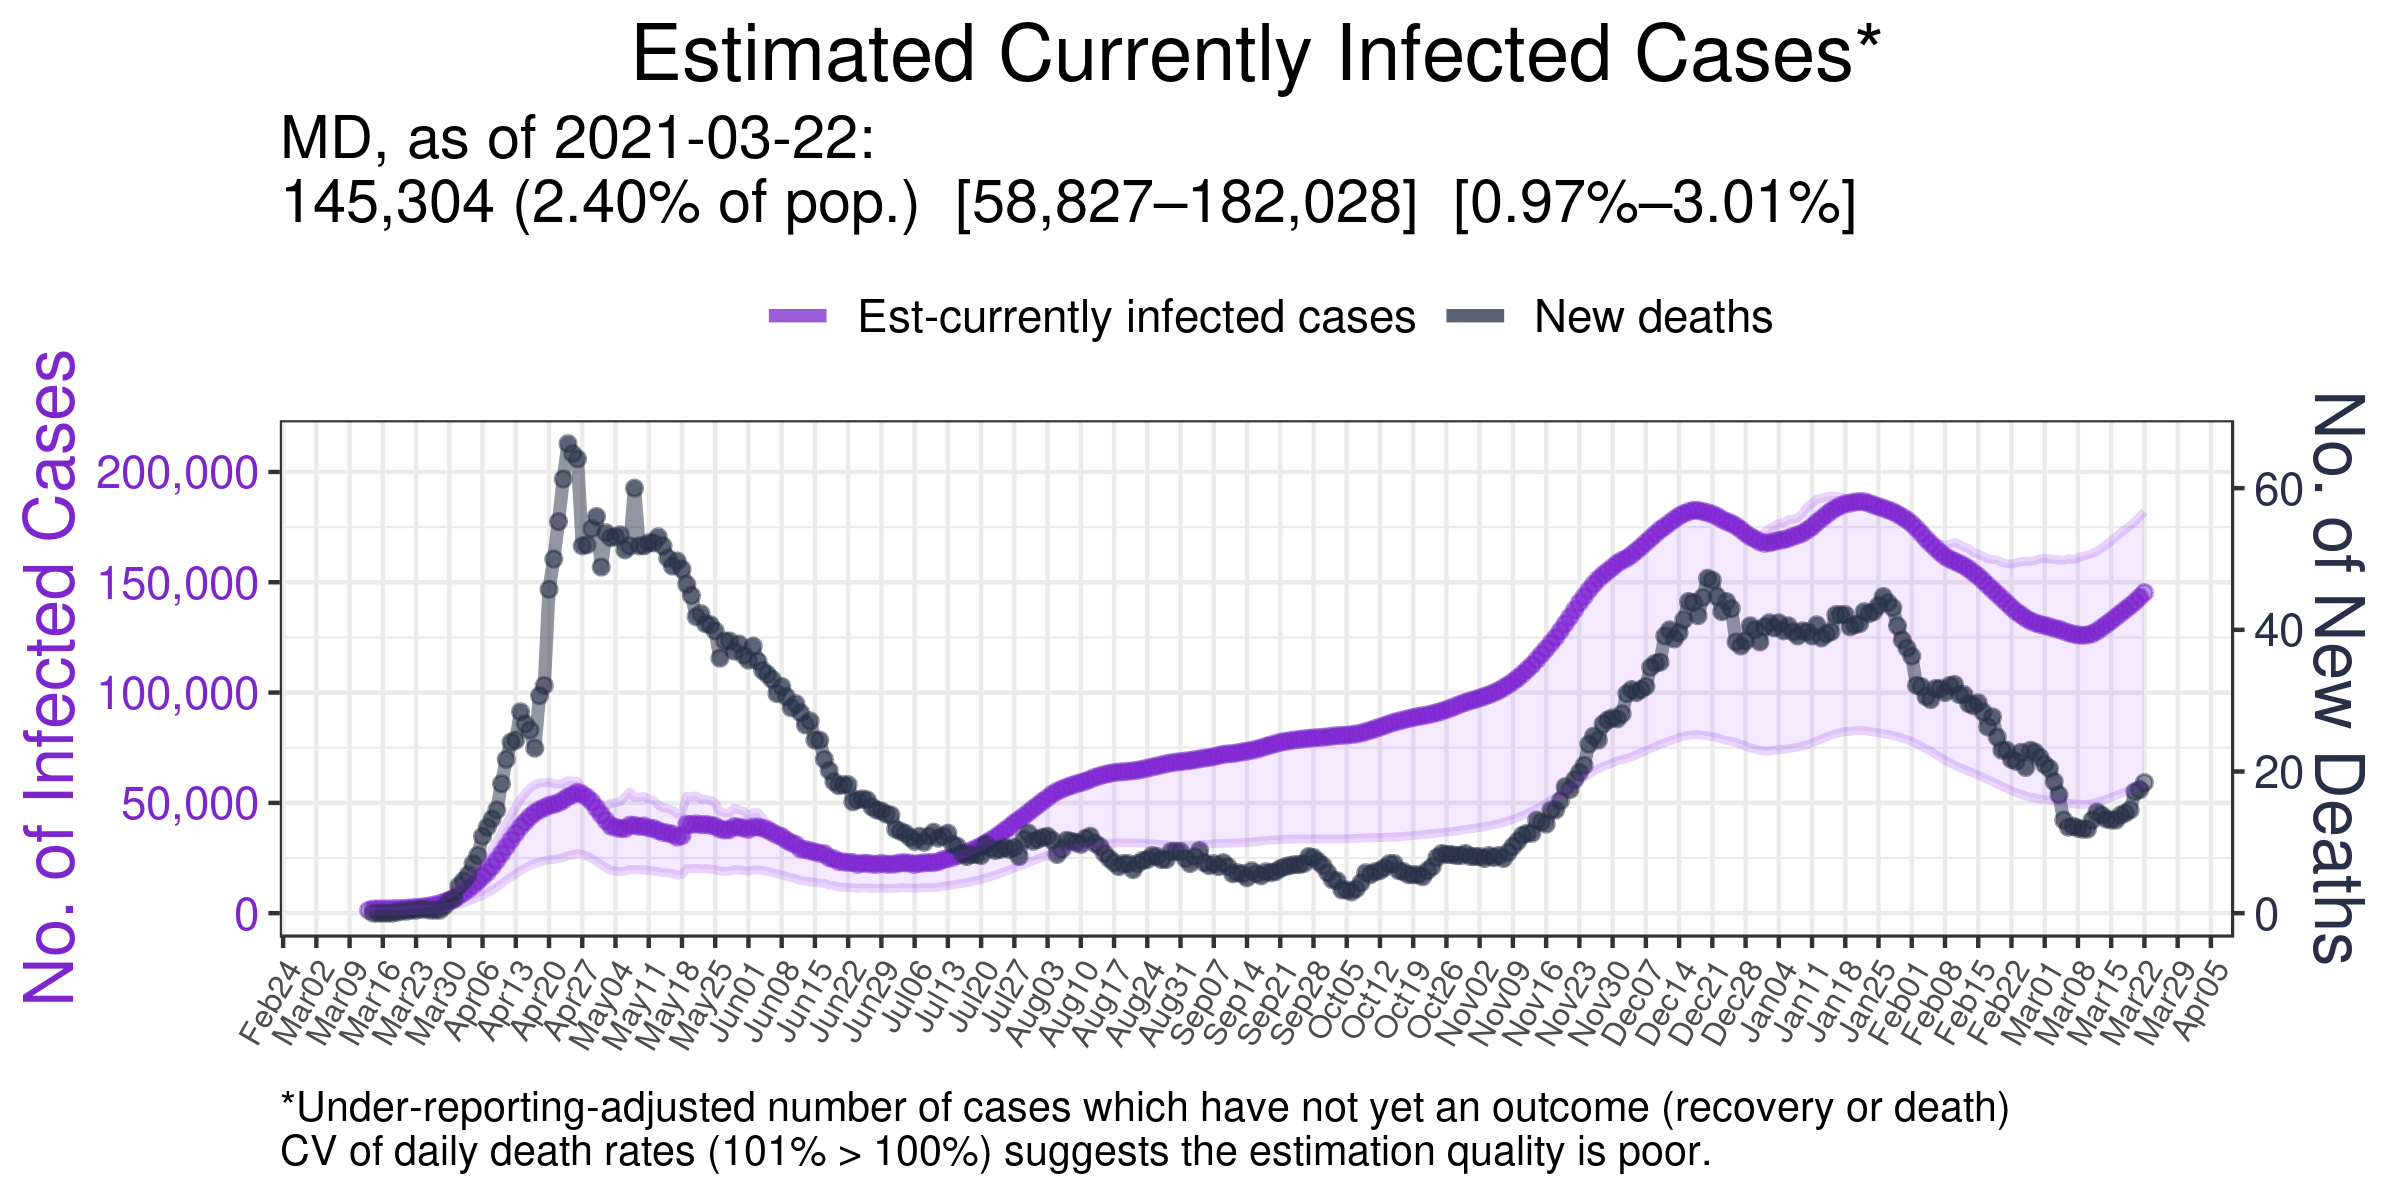 Estimated Currently Infected Cases*
MD, as of 2021-03-22:
145,304 (2.40% of pop.)  [58,827–182,028]  [0.97%–3.01%]
Est-currently infected cases
New deaths
No. of Infected Cases
200,000
150,000
100,000
50,000
0
60
40
20
0
No. of New Deaths
Feb24
Mar02
Mar09
Mar16
Mar23
Mar30
Apr06
Apr13
Apr20
Apr27
May04
May11
May18
May25
Jun01
Jun08
Jun15
Jun22
Jun29
Jul06
Jul13
Jul20
Jul27
Aug03
Aug10
Aug17
Aug24
Aug31
Sep07
Sep14
Sep21
Sep28
Oct05
Oct12
Oct19
Oct26
Nov02
Nov09
Nov16
Nov23
Nov30
Dec07
Dec14
Dec21
Dec28
Jan04
Jan11
Jan18
Jan25
Feb01
Feb08
Feb15
Feb22
Mar01
Mar08
Mar15
Mar22
Mar29
Apr05
*Under-reporting-adjusted number of cases which have not yet an outcome (recovery or death)
CV of daily death rates (101% > 100%) suggests the estimation quality is poor.